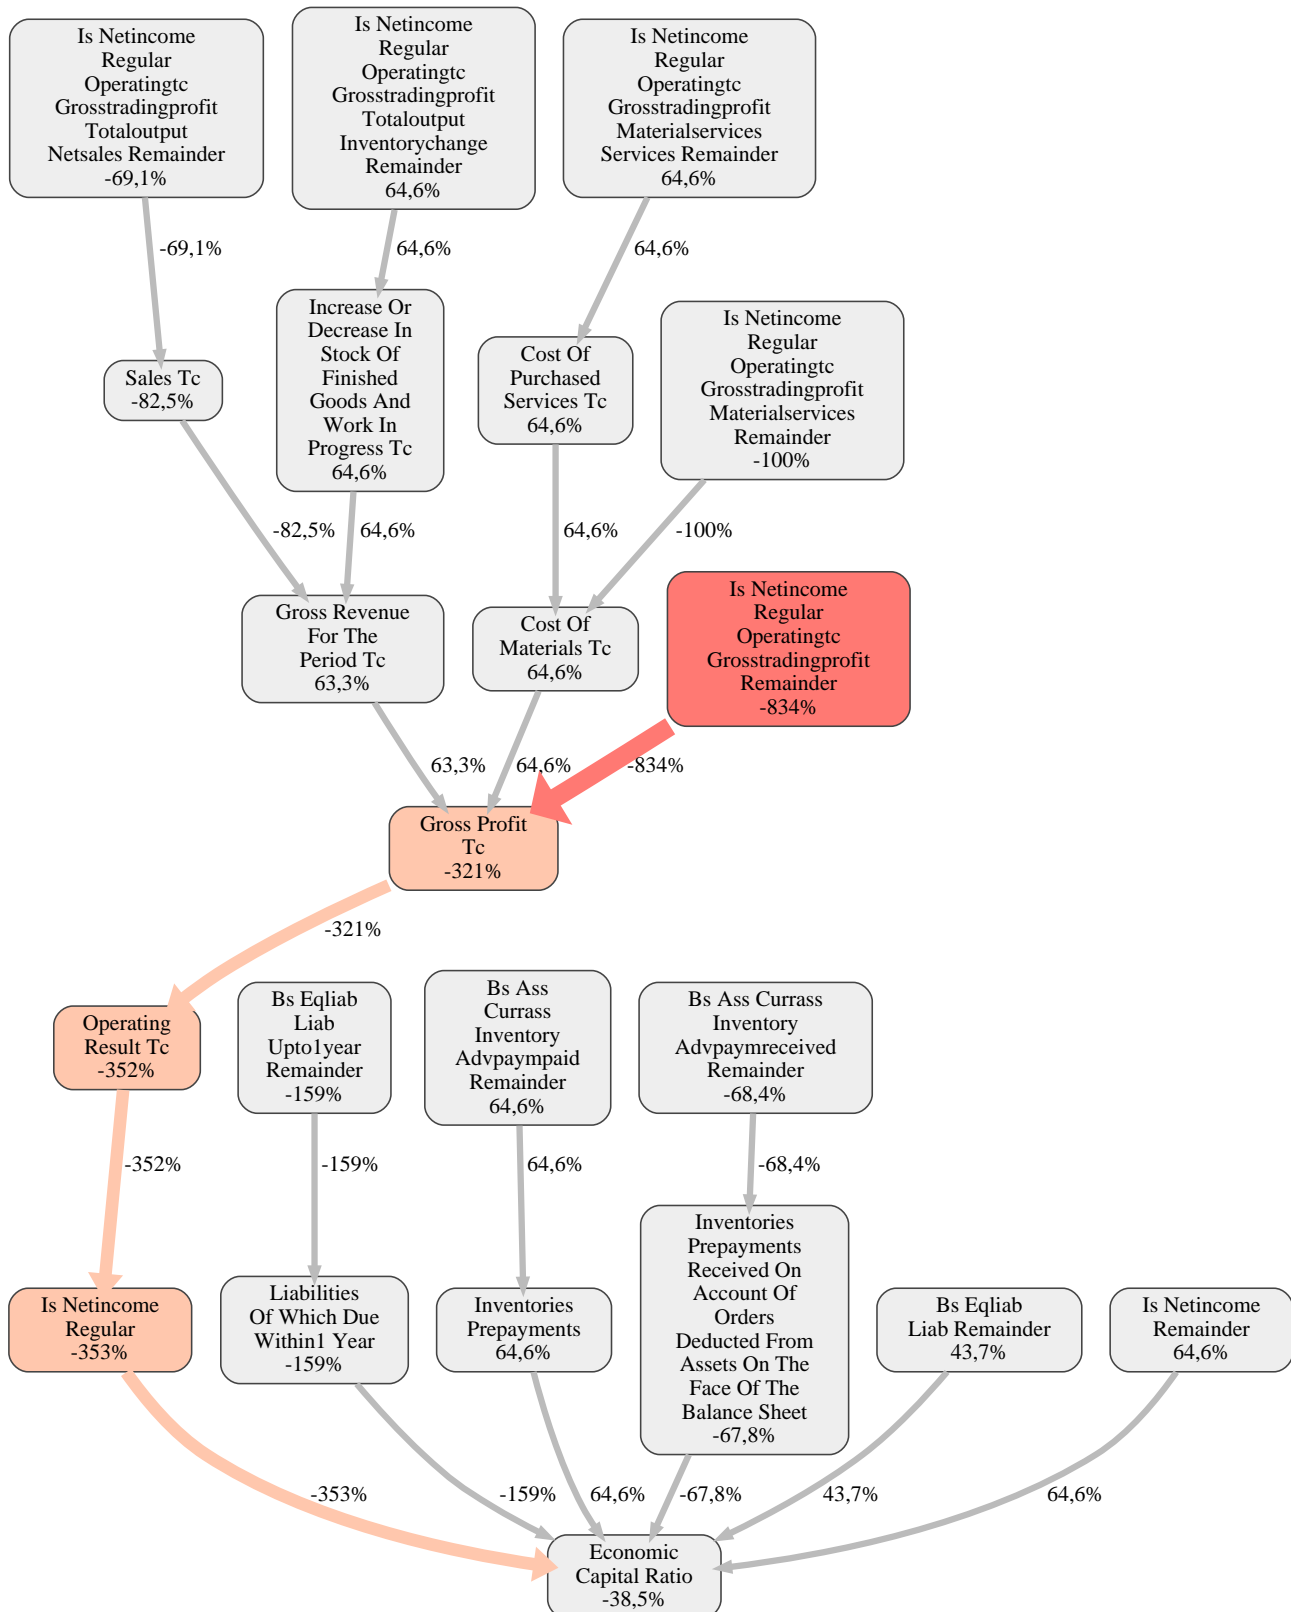 Is Netincome
Regular
Operatingtc
Grosstradingprofit
Totaloutput
Netsales Remainder
-69,1%
Is Netincome
Regular
Operatingtc
Grosstradingprofit
Totaloutput
Inventorychange
Remainder
64,6%
Is Netincome
Regular
Operatingtc
Grosstradingprofit
Materialservices
Services Remainder
64,6%
-69,1%
64,6%
64,6%
Sales Tc
-82,5%
Increase Or
Decrease In
Stock Of
Finished
Goods And
Work In
Progress Tc
64,6%
Cost Of
Purchased
Services Tc
64,6%
Is Netincome
Regular
Operatingtc
Grosstradingprofit
Materialservices
Remainder
-100%
-82,5%
64,6%
64,6%
-100%
Gross Revenue
For The
Period Tc
63,3%
Cost Of
Materials Tc
64,6%
Is Netincome
Regular
Operatingtc
Grosstradingprofit
Remainder
-834%
63,3%
64,6%
-834%
Gross Profit
Tc
-321%
-321%
Operating
Result Tc
-352%
Bs Eqliab
Liab
Upto1year
Remainder
-159%
Bs Ass
Currass
Inventory
Advpaympaid
Remainder
64,6%
Bs Ass Currass
Inventory
Advpaymreceived
Remainder
-68,4%
-352%
-159%
64,6%
-68,4%
Is Netincome
Regular
-353%
Liabilities
Of Which Due
Within1 Year
-159%
Inventories
Prepayments
64,6%
Inventories
Prepayments
Received On
Account Of
Orders
Deducted From
Assets On The
Face Of The
Balance Sheet
-67,8%
Bs Eqliab
Liab Remainder
43,7%
Is Netincome
Remainder
64,6%
-353%
-159%
64,6%
-67,8%
43,7%
64,6%
Economic
Capital Ratio
-38,5%